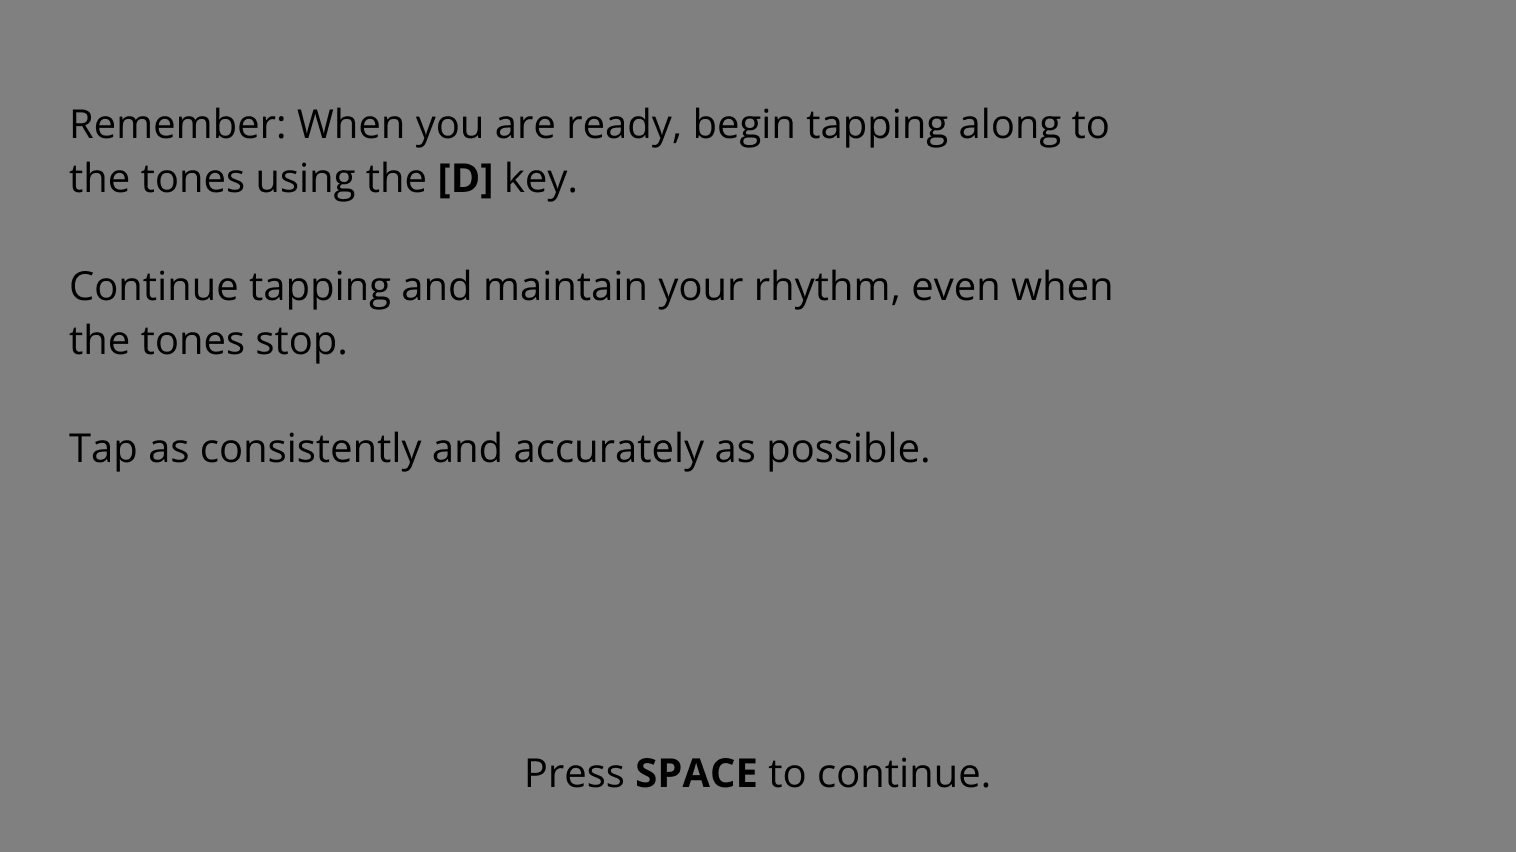 Remember: When you are ready, begin tapping along to
the tones using the [D] key.
Continue tapping and maintain your rhythm, even when
the tones stop.
Tap as consistently and accurately as possible.
Press SPACE to continue.